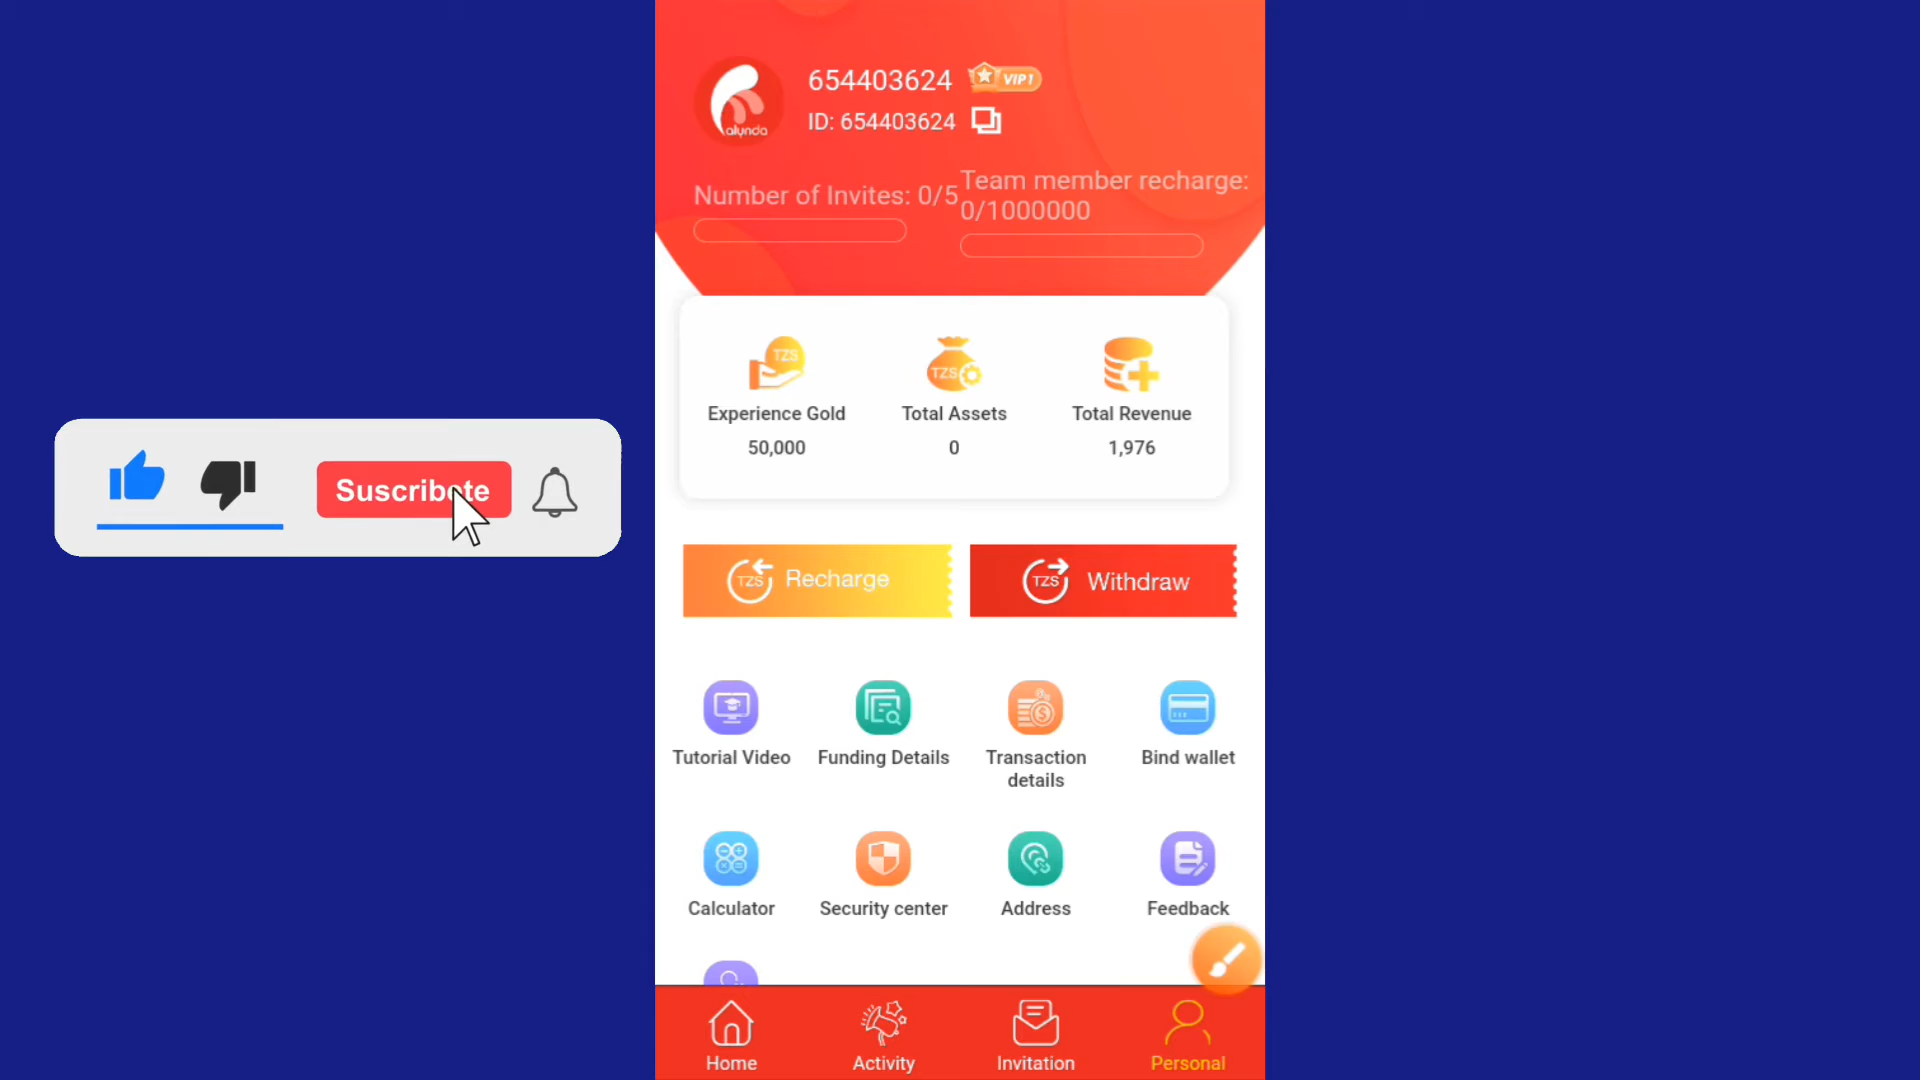 654403624
VIP1
alynda
ID: 654403624
Team member recharge:
Number of Invites: 0/5
0/1000000
TZS
TZS
Experience Gold
Total Assets
Total Revenue
50,000
0
1,976
Suscribete
TZS
Recharge
TZS
Withdraw
Tutorial Video
Funding Details
Transaction
details
Bind wallet
Calculator
Security center
Address
Feedback
Home
Activity
Invitation
Personal